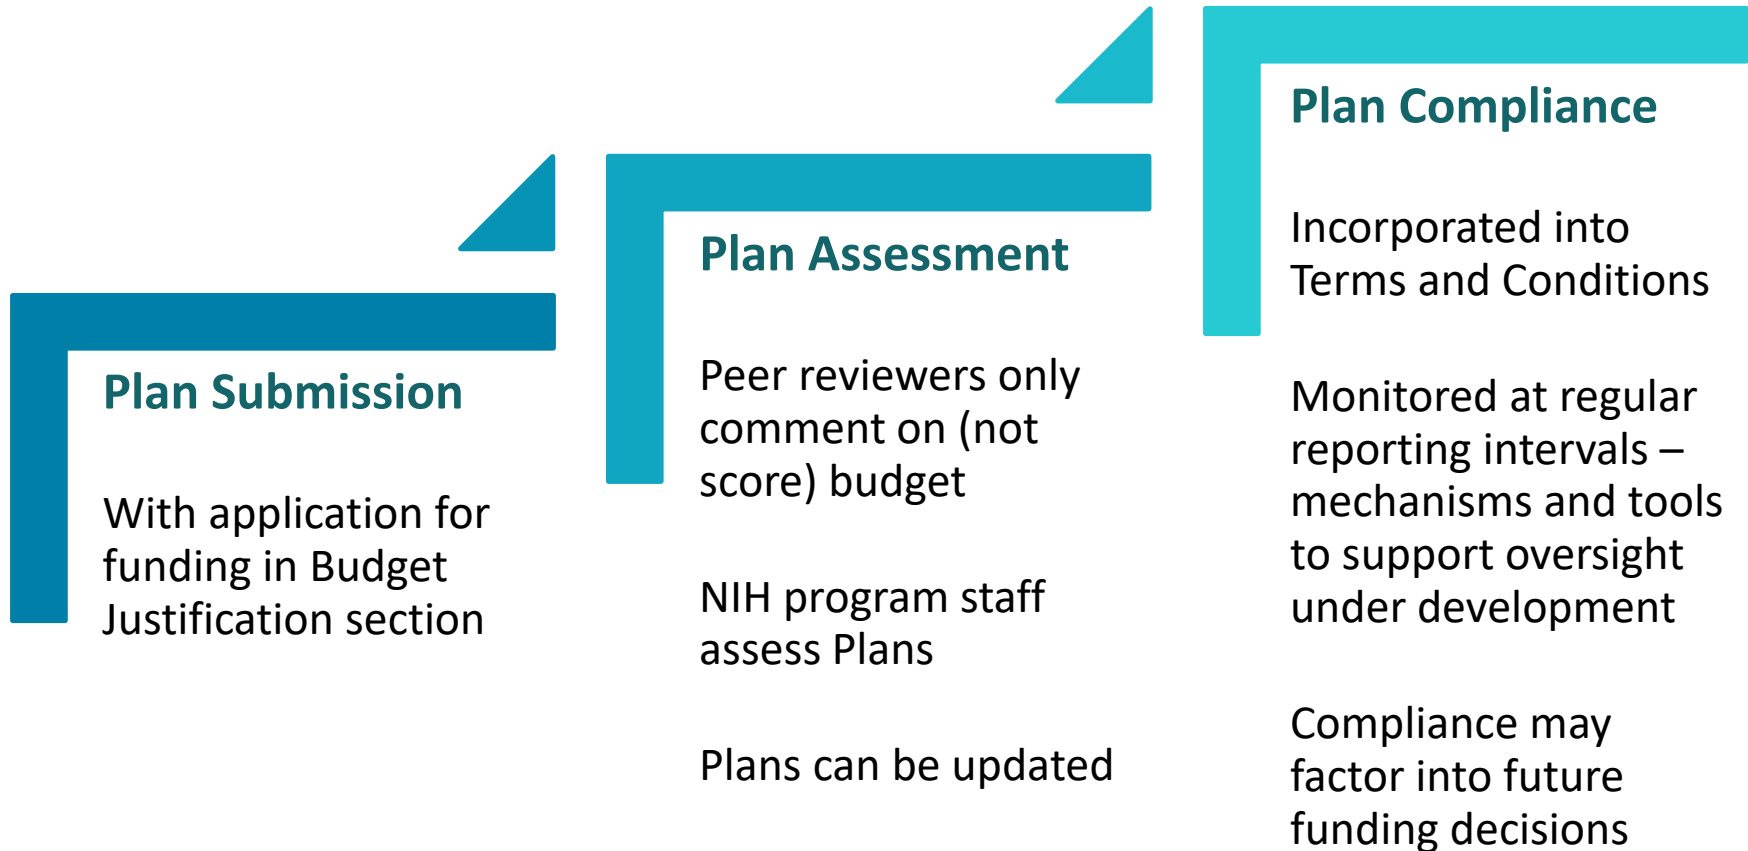 Plan Submission
With application for
funding in Budget
Justification section
Plan Assessment
Peer reviewers only
comment on (not
score) budget
NIH program staff
assess Plans
Plans can be updated
Plan Compliance
Incorporated into
Terms and Conditions
Monitored at regular
reporting intervals –
mechanisms and tools
to support oversight
under development
Compliance may
factor into future
funding decisions